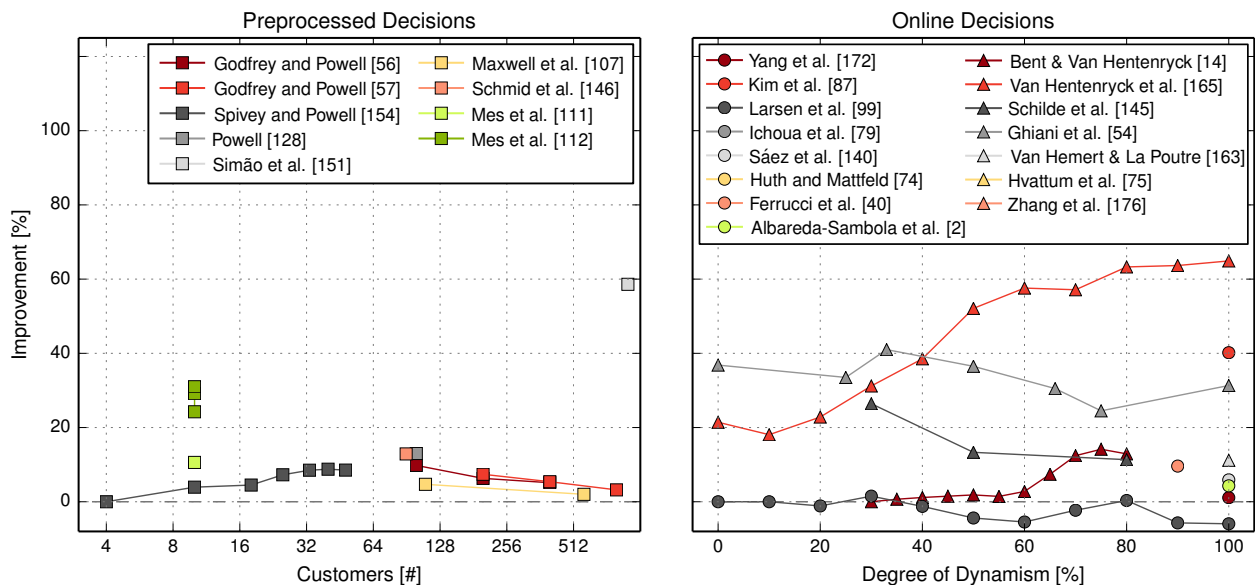 Preprocessed Decisions
Improvement [%]
100
80
60
40
20
0
Godfrey and Powell [56]
Godfrey and Powell [57]
Spivey and Powell [154]
Powell [128]
Simão et al. [151]
Maxwell et al. [107]
Schmid et al. [146]
Mes et al. [111]
Mes et al. [112]
4 8 16 32 64 128 256 512
Customers [#]
Online Decisions
Yang et al. [172]
Kim et al. [87]
Larsen et al. [99]
Ichoua et al. [79]
Sáez et al. [140]
Huth and Mattfeld [74]
Ferrucci et al. [40]
Albareda-Sambola et al. [2]
Bent & Van Hentenryck [14]
Van Hentenryck et al. [165]
Schilde et al. [145]
Ghiani et al. [54]
Van Hemert & La Poutre [163]
Hvattum et al. [75]
Zhang et al. [176]
0 20 40 60 80 100
Degree of Dynamism [%]